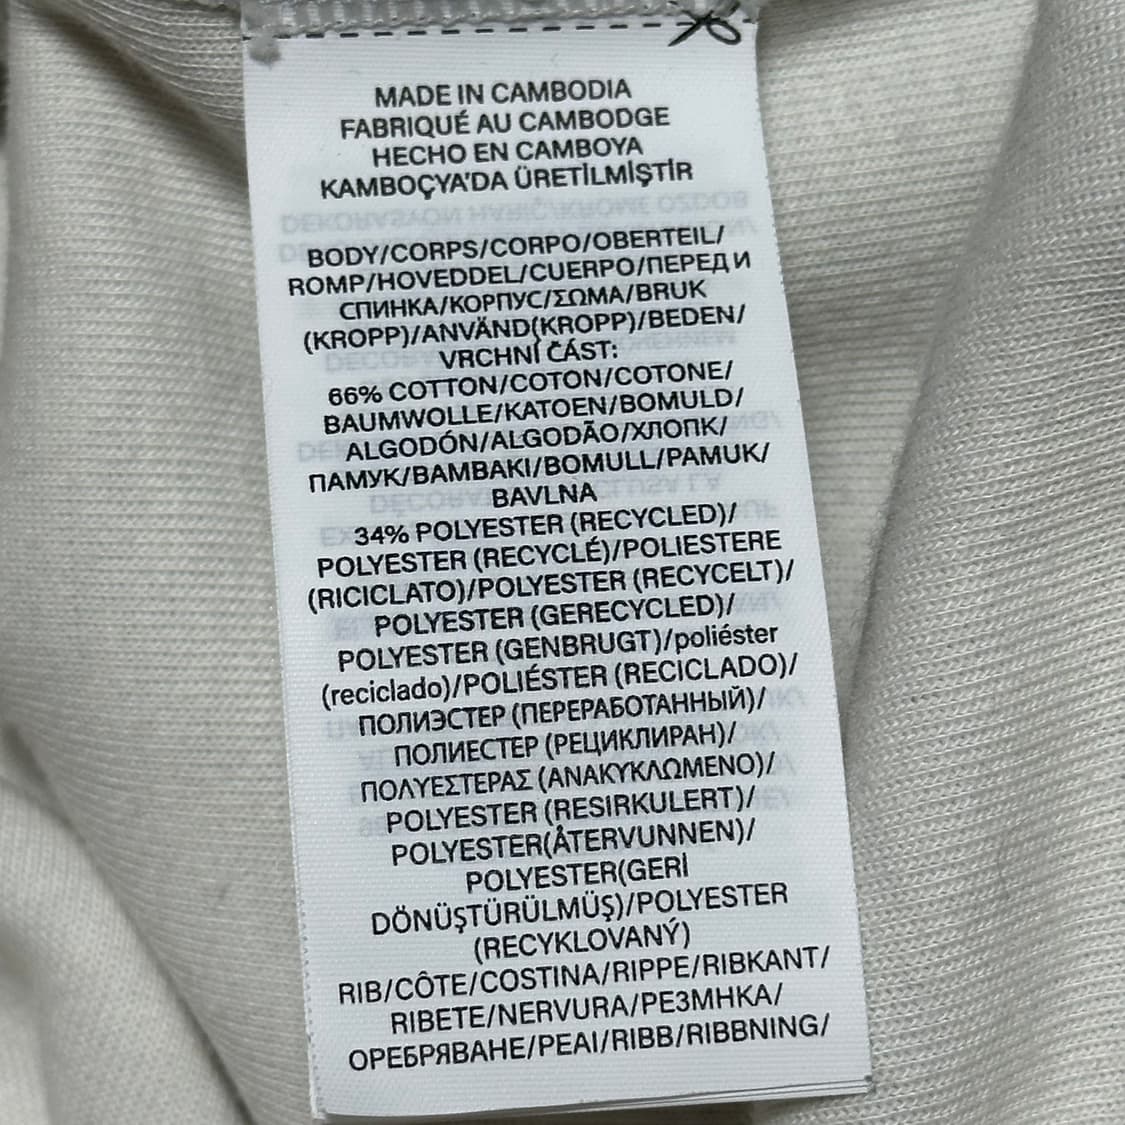 MADE IN CAMBODIA
FABRIQUÉ AU CAMBODGE
HECHO EN CAMBOYA
KAMBOÇYA'DA ÜRETİLMİŞTİR
BODY/CORPS/CORPO/OBERTEIL/
ROMP/HOVEDDEL/CUERPO/ПЕРЕД И
СПИНКА/КОРПУС/ΣΩΜΑ/BRUK
(KROPP)/ANVÄND(KROPP)/BEDEN/
VRCHNÍ ČÁST:
66% COTTON/COTON/COTONE/
BAUMWOLLE/KATOEN/BOMULD/
ALGODÓN/ALGODÃO/ХЛОПК/
ПАМУК/BAMBAKI/BOMULL/PAMUK/
BAVLNA
34% POLYESTER (RECYCLED)/
POLYESTER (RECYCLÉ)/POLIESTERE
(RICICLATO)/POLYESTER (RECYCELT)/
POLYESTER (GERECYCLED)/
POLYESTER (GENBRUGT)/poliéster
(reciclado)/POLIÉSTER (RECICLADO)/
ПОЛИЭСТЕР (ПЕРЕРАБОТАННЫЙ)/
ПОЛИЕСТЕР (РЕЦИКЛИРАН)/
ΠΟΛΥΕΣΤΕΡΑΣ (ΑΝΑΚΥΚΛΩΜΕΝΟ)/
POLYESTER (RESIRKULERT)/
POLYESTER(ÅTERVUNNEN)/
POLYESTER(GERİ
DÖNÜŞTÜRÜLMÜŞ)/POLYESTER
(RECYKLOVANÝ)
RIB/CÔTE/COSTINA/RIPPE/RIBKANT/
RIBETE/NERVURA/РЕЗМНКА/
ОРЕБРЯВАНЕ/PEAI/RIBB/RIBBNING/